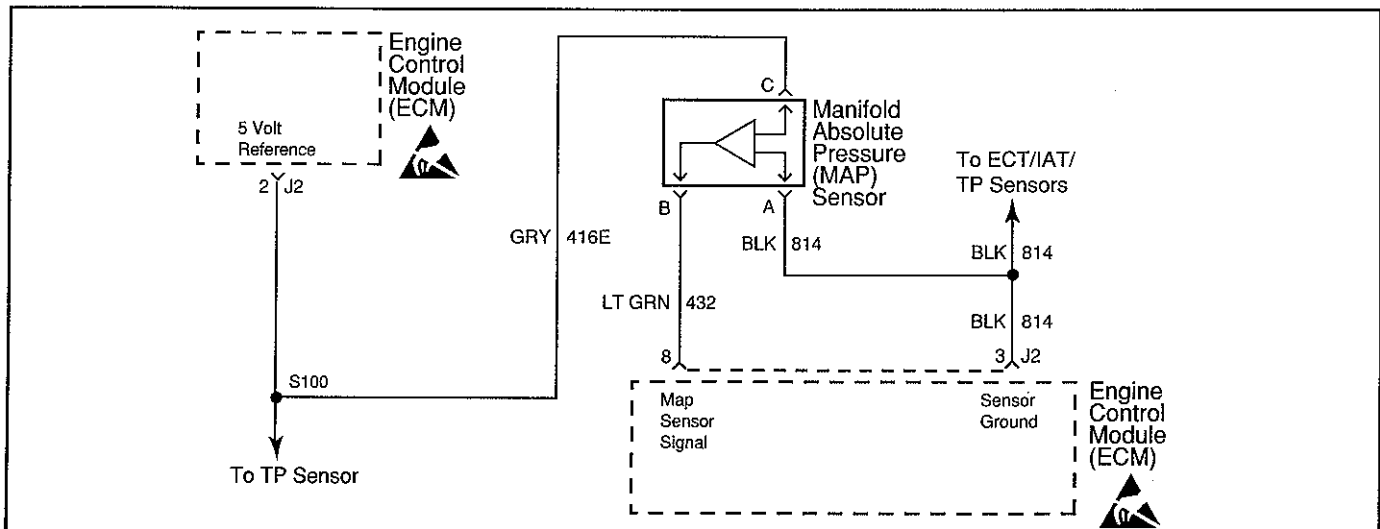 Engine
Control
Module
(ECM)
5 Volt
Reference
2 J2
C
Manifold
Absolute
Pressure
(MAP)
Sensor
To ECT/IAT/
TP Sensors
B
A
GRY 416E
BLK 814
BLK 814
LT GRN 432
BLK 814
8
3 J2
S100
Map
Sensor
Signal
Sensor
Ground
Engine
Control
Module
(ECM)
To TP Sensor